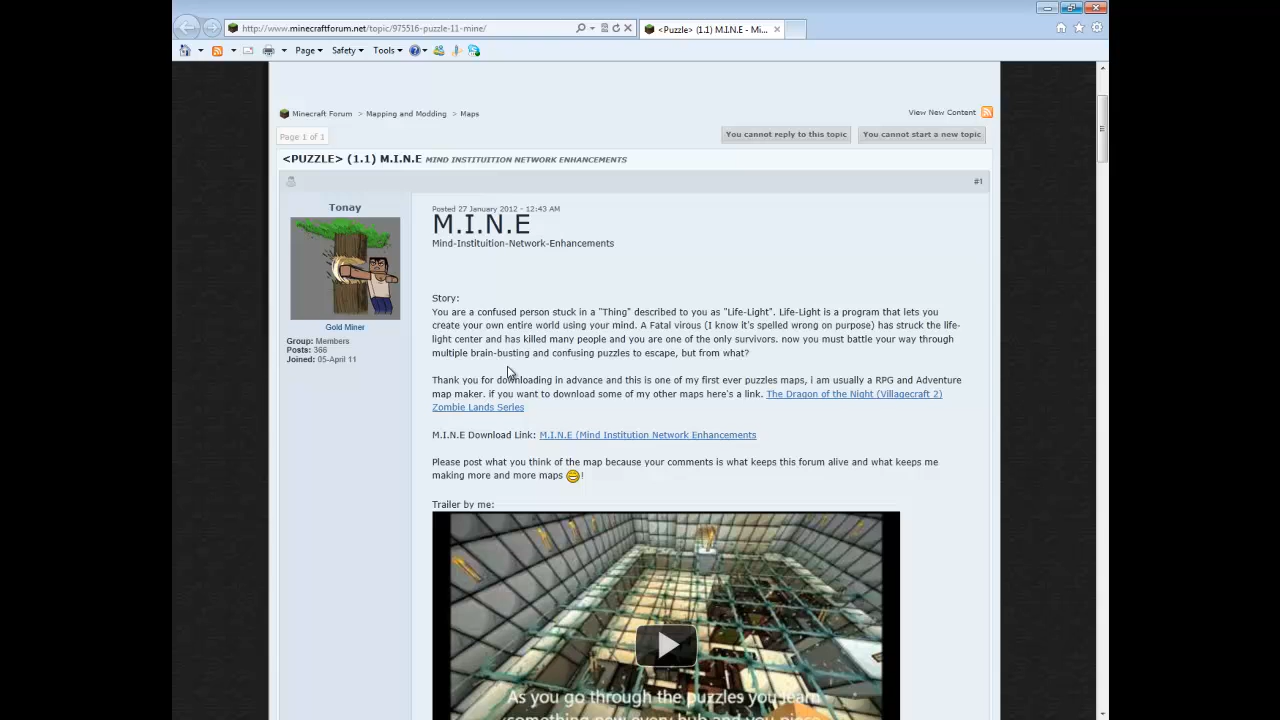 http://www.minecraftforum.net/topic/975516-puzzle-11-mine/
<Puzzle> (1.1) M.I.N.E - Mi...
Page
Safety
Tools
Minecraft Forum > Mapping and Modding > Maps
View New Content
Page 1 of 1
You cannot reply to this topic
You cannot start a new topic
<PUZZLE> (1.1) M.I.N.E MIND INSTITUITION NETWORK ENHANCEMENTS
#1
Tonay
Gold Miner
Group: Members
Posts: 366
Joined: 05-April 11
Posted 27 January 2012 - 12:43 AM
M.I.N.E
Mind-Instituition-Network-Enhancements
Story:
You are a confused person stuck in a "Thing" described to you as "Life-Light". Life-Light is a program that lets you
create your own entire world using your mind. A Fatal virous (I know it's spelled wrong on purpose) has struck the life-
light center and has killed many people and you are one of the only survivors. now you must battle your way through
multiple brain-busting and confusing puzzles to escape, but from what?
Thank you for downloading in advance and this is one of my first ever puzzles maps, i am usually a RPG and Adventure
map maker. if you want to download some of my other maps here's a link. The Dragon of the Night (Villagecraft 2)
Zombie Lands Series
M.I.N.E Download Link: M.I.N.E (Mind Institution Network Enhancements
Please post what you think of the map because your comments is what keeps this forum alive and what keeps me
making more and more maps !
Trailer by me:
As you go through the puzzles you learn
something new every hub and you piece